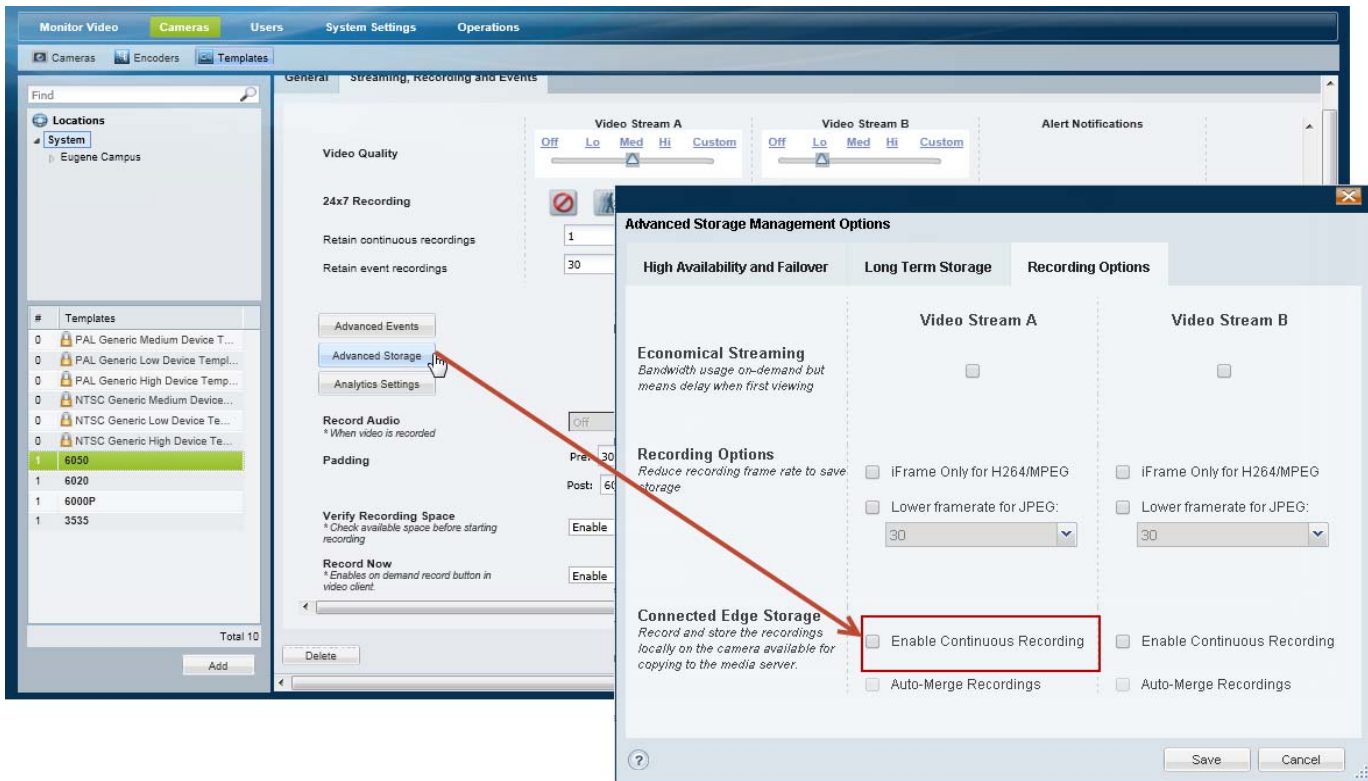 Monitor Video Cameras Users System Settings Operations
Cameras Encoders Templates
Find
Locations
System
Eugene Campus
# Templates
0 PAL Generic Medium Device T...
0 PAL Generic Low Device Templ...
0 PAL Generic High Device Temp...
0 NTSC Generic Medium Device...
0 NTSC Generic Low Device Te...
0 NTSC Generic High Device Te...
1 6050
1 6020
1 6000P
1 3535
Total 10
Add
General Streaming, Recording and Events
Video Stream A Video Stream B Alert Notifications
Video Quality
Off Lo Med Hi Custom
Off Lo Med Hi Custom
24x7 Recording
Retain continuous recordings 1
Retain event recordings 30
Advanced Events
Advanced Storage
Analytics Settings
Record Audio Off
* When video is recorded
Padding Pre: 30
Post: 60
Verify Recording Space Enable
* Check available space before starting
recording
Record Now Enable
* Enables on demand record button in
video client.
Delete
Advanced Storage Management Options
High Availability and Failover Long Term Storage Recording Options
Video Stream A Video Stream B
Economical Streaming
Bandwidth usage on-demand but
means delay when first viewing
Recording Options
Reduce recording frame rate to save
storage
iFrame Only for H264/MPEG iFrame Only for H264/MPEG
Lower framerate for JPEG: Lower framerate for JPEG:
30 30
Connected Edge Storage
Record and store the recordings
locally on the camera available for
copying to the media server.
Enable Continuous Recording Enable Continuous Recording
Auto-Merge Recordings Auto-Merge Recordings
? Save Cancel